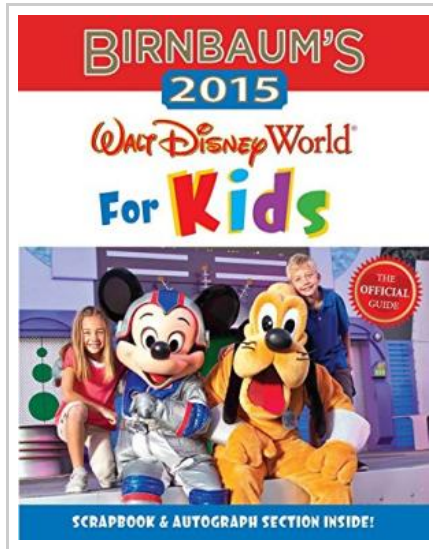 BIRNBAUM'S
2015
WALT DISNEY World®
For Kids
THE
OFFICIAL
GUIDE
SCRAPBOOK & AUTOGRAPH SECTION INSIDE!